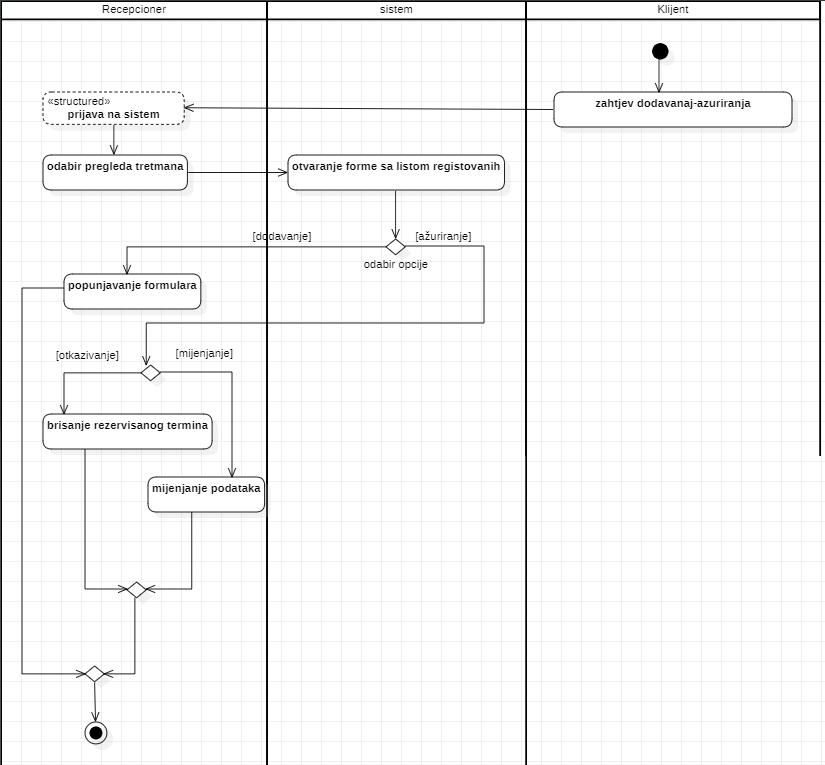 Recepcioner
sistem
Klijent
zahtjev dodavanaj-azuriranja
«structured»
prijava na sistem
odabir pregleda tretmana
otvaranje forme sa listom registovanih
[dodavanje]
[ažuriranje]
odabir opcije
popunjavanje formulara
[otkazivanje]
[mijenjanje]
brisanje rezervisanog termina
mijenjanje podataka